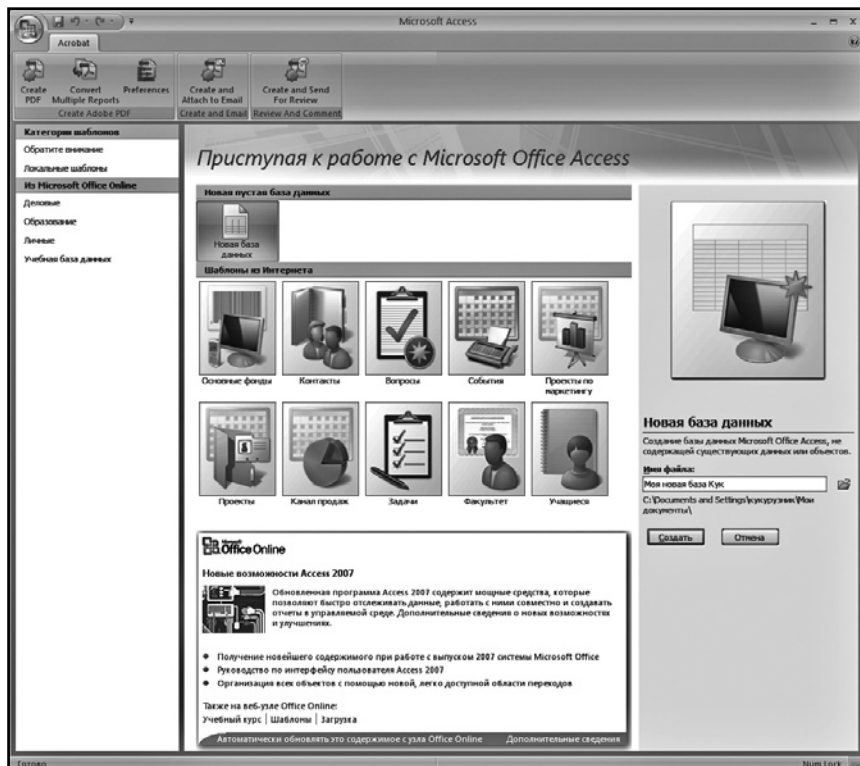 Microsoft Access
Acrobat
Create PDF
Convert Multiple Reports
Preferences
Create and Attach to Email
Create and Send For Review
Create Adobe PDF
Create and Email
Review And Comment
Категории шаблонов
Обратите внимание
Локальные шаблоны
Из Microsoft Office Online
Деловые
Образование
Личные
Учебная база данных
Приступая к работе с Microsoft Office Access
Новая пустая база данных
Новая база
данных
Шаблоны из Интернета
Основные фонды
Контакты
Вопросы
События
Проекты по
маркетингу
Проекты
Канал продаж
Задачи
Факультет
Учащиеся
Microsoft
Office Online
Новые возможности Access 2007
Обновленная программа Access 2007 содержит мощные средства, которые
позволяют быстро отслеживать данные, работать с ними совместно и создавать
отчеты в управляемой среде. Дополнительные сведения о новых возможностях
и улучшениях.
Получение новейшего содержимого при работе с выпуском 2007 системы Microsoft Office
Руководство по интерфейсу пользователя Access 2007
Организация всех объектов с помощью новой, легко доступной области переходов
Также на веб-узле Office Online:
Учебный курс | Шаблоны | Загрузка
Автоматически обновлять это содержимое с узла Office Online
Дополнительные сведения
Новая база данных
Создание базы данных Microsoft Office Access, не
содержащей существующих данных или объектов.
Имя файла:
Моя новая база Кук
C:\Documents and Settings\кукурузник\Мои
документы\
Создать
Отмена
Готово
Num Lock